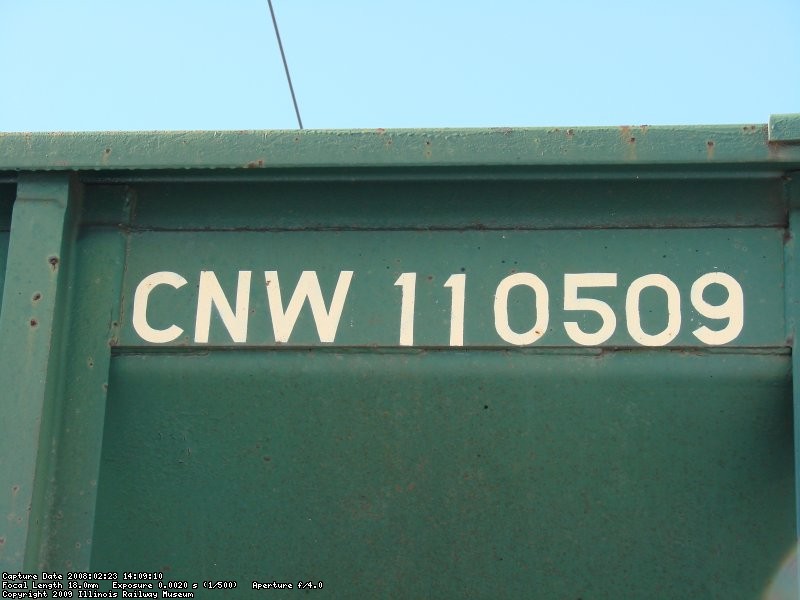 CNW 110509
Capture Date 2008:02:23 14:09:10
Focal Length 18.0mm Exposure 0.0020 s (1/500) Aperture f/4.0
Copyright 2009 Illinois Railway Museum